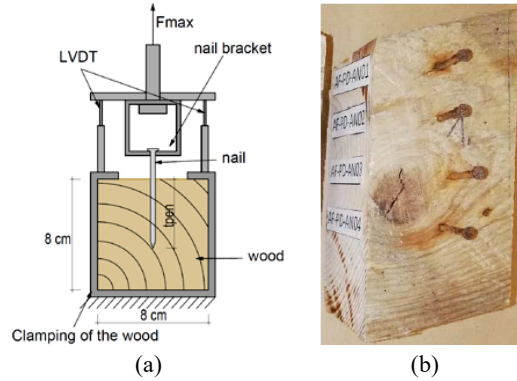 Fmax
LVDT
nail bracket
nail
tpen
8 cm
wood
8 cm
Clamping of the wood
(a)
AF-PD-AN01
AF-PD-AN02
AF-PD-AN03
AF-PD-AN04
(b)